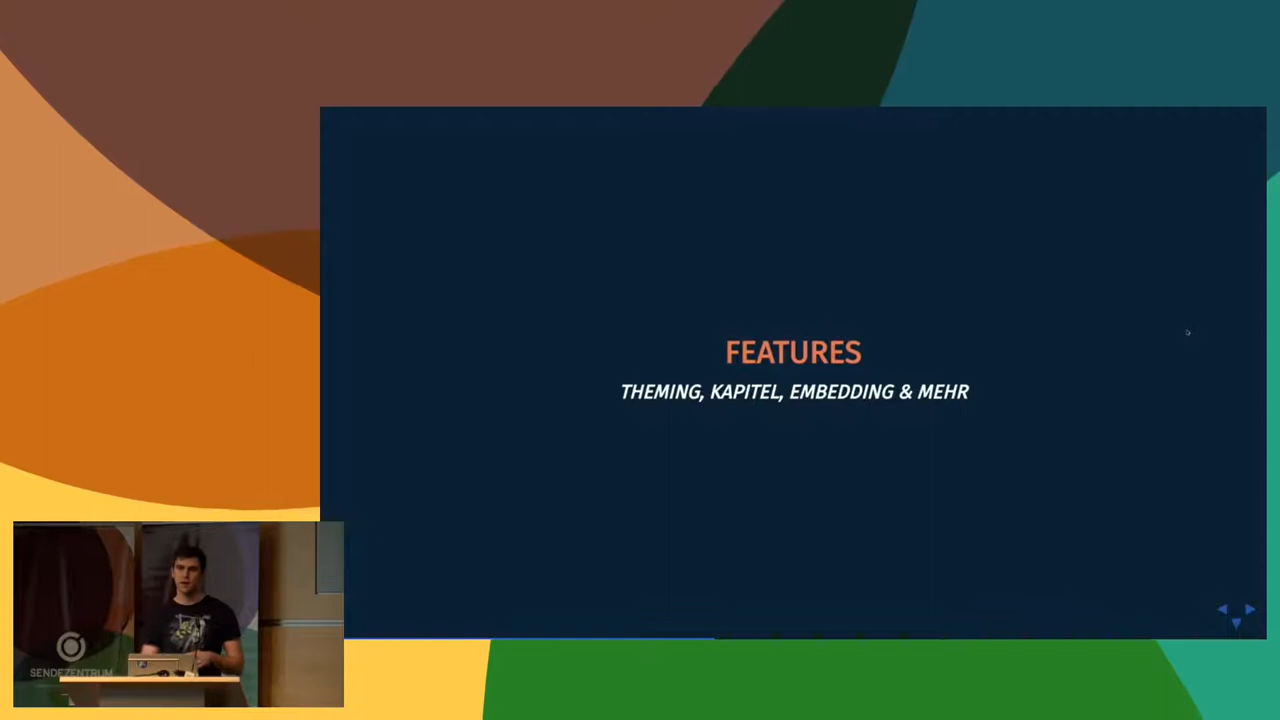 FEATURES
THEMING, KAPITEL, EMBEDDING & MEHR
SENDEZENTRUM